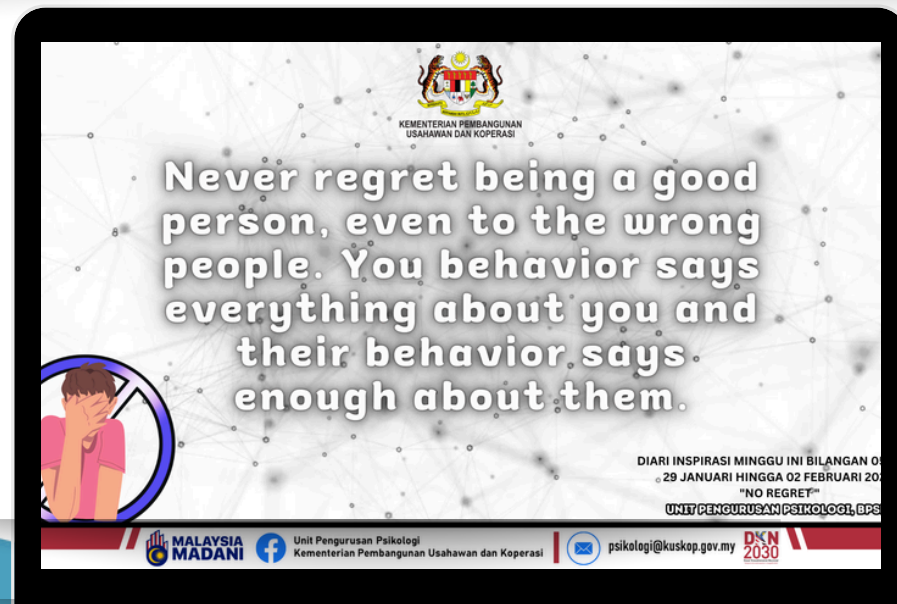 KEMENTERIAN PEMBANGUNAN
USAHAWAN DAN KOPERASI
Never regret being a good
person, even to the wrong
people. You behavior says
everything about you and
their behavior says
enough about them.
DIARI INSPIRASI MINGGU INI BILANGAN
29 JANUARI HINGGA 02 FEBRUARI
"NO REGRET"
UNIT PENGURUSAN PSIKOLOGI,
MALAYSIA
MADANI
Unit Pengurusan Psikologi
Kementerian Pembangunan Usahawan dan Koperasi
psikologi@kuskop.gov.my
DKN
2030